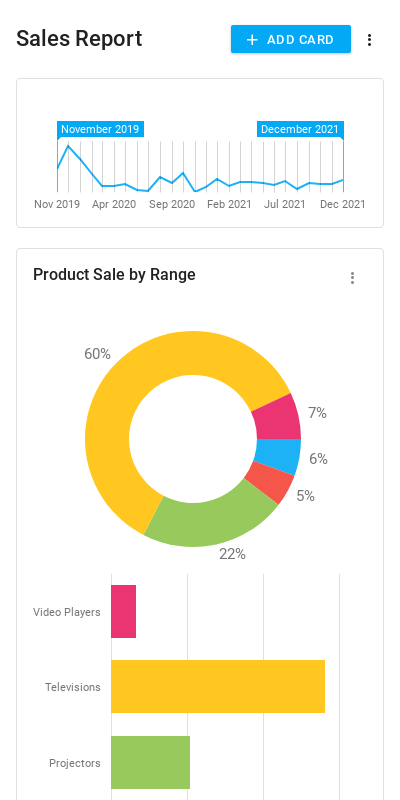 Sales Report
ADD CARD
November 2019
December 2021
Nov 2019
Apr 2020
Sep 2020
Feb 2021
Jul 2021
Dec 2021
Product Sale by Range
60%
7%
6%
5%
22%
Video Players
Televisions
Projectors